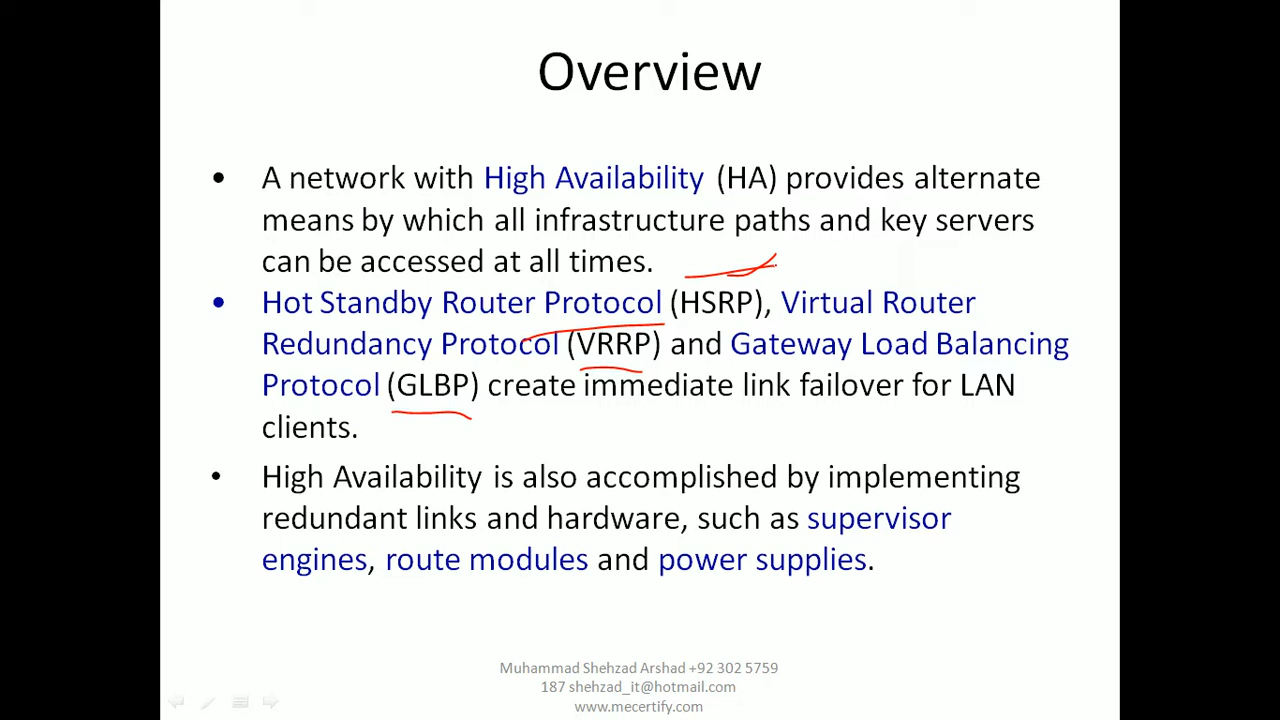 Overview
• A network with High Availability (HA) provides alternate
means by which all infrastructure paths and key servers
can be accessed at all times.
• Hot Standby Router Protocol (HSRP), Virtual Router
Redundancy Protocol (VRRP) and Gateway Load Balancing
Protocol (GLBP) create immediate link failover for LAN
clients.
• High Availability is also accomplished by implementing
redundant links and hardware, such as supervisor
engines, route modules and power supplies.
Muhammad Shehzad Arshad +92 302 5759
187 shehzad_it@hotmail.com
www.mecertify.com